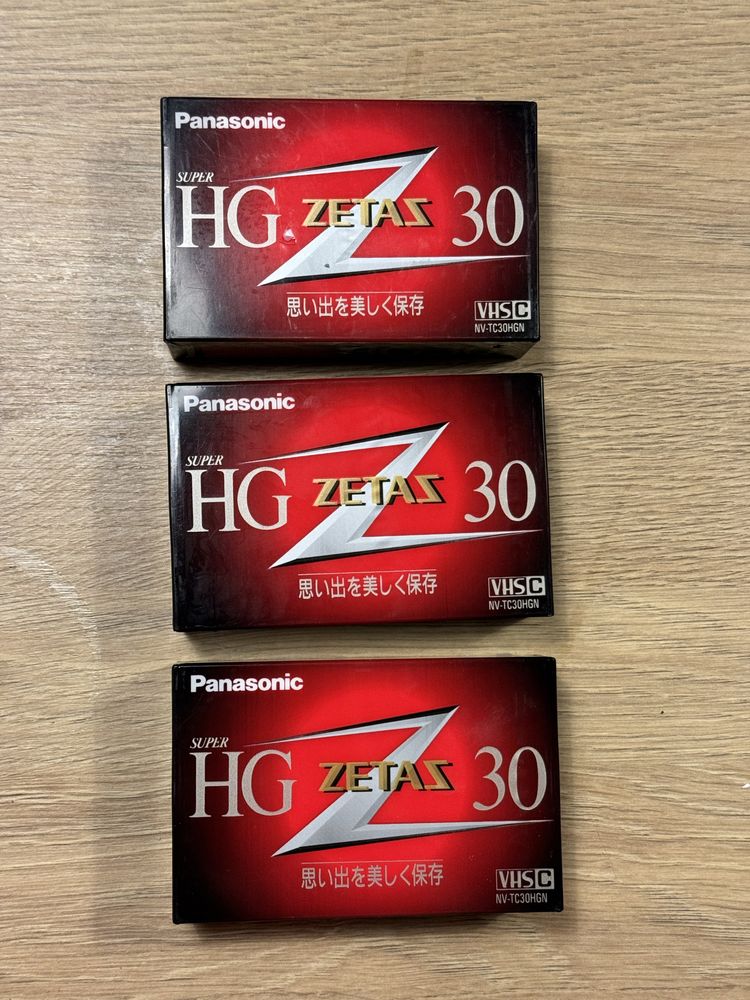 Panasonic
SUPER
HG ZETAS 30
思い出を美しく保存
VHS C
NV-TC30HGN
Panasonic
SUPER
HG ZETAS 30
思い出を美しく保存
VHS C
NV-TC30HGN
Panasonic
SUPER
HG ZETAS 30
思い出を美しく保存
VHS C
NV-TC30HGN